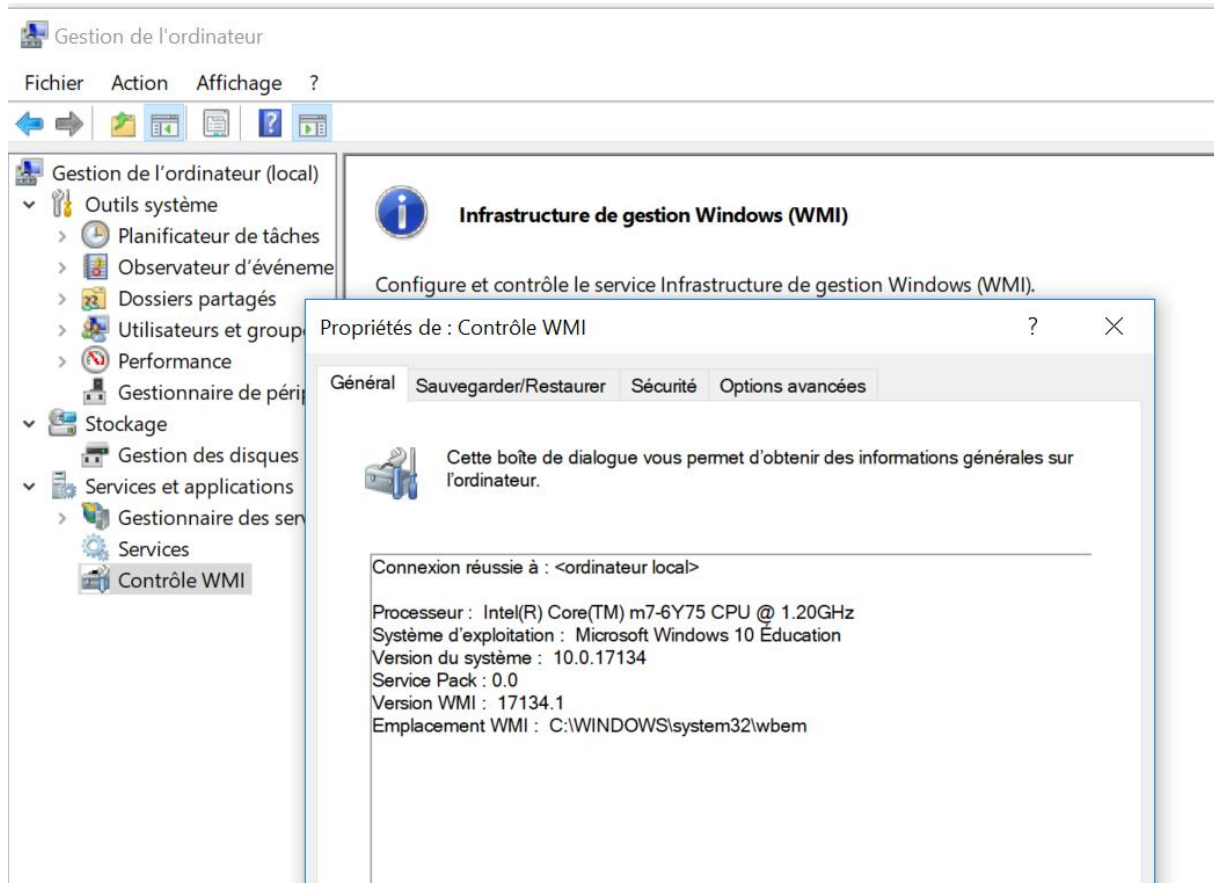 Gestion de l'ordinateur
Fichier Action Affichage ?
Gestion de l'ordinateur (local)
Outils système
Planificateur de tâches
Observateur d'événeme
Dossiers partagés
Utilisateurs et group
Performance
Gestionnaire de péri
Stockage
Gestion des disques
Services et applications
Gestionnaire des ser
Services
Contrôle WMI
Infrastructure de gestion Windows (WMI)
Configure et contrôle le service Infrastructure de gestion Windows (WMI).
Propriétés de : Contrôle WMI ?
Général Sauvegarder/Restaurer Sécurité Options avancées
Cette boîte de dialogue vous permet d'obtenir des informations générales sur
l'ordinateur.
Connexion réussie à : <ordinateur local>
Processeur : Intel(R) Core(TM) m7-6Y75 CPU @ 1.20GHz
Système d'exploitation : Microsoft Windows 10 Éducation
Version du système : 10.0.17134
Service Pack : 0.0
Version WMI : 17134.1
Emplacement WMI : C:\WINDOWS\system32\wbem